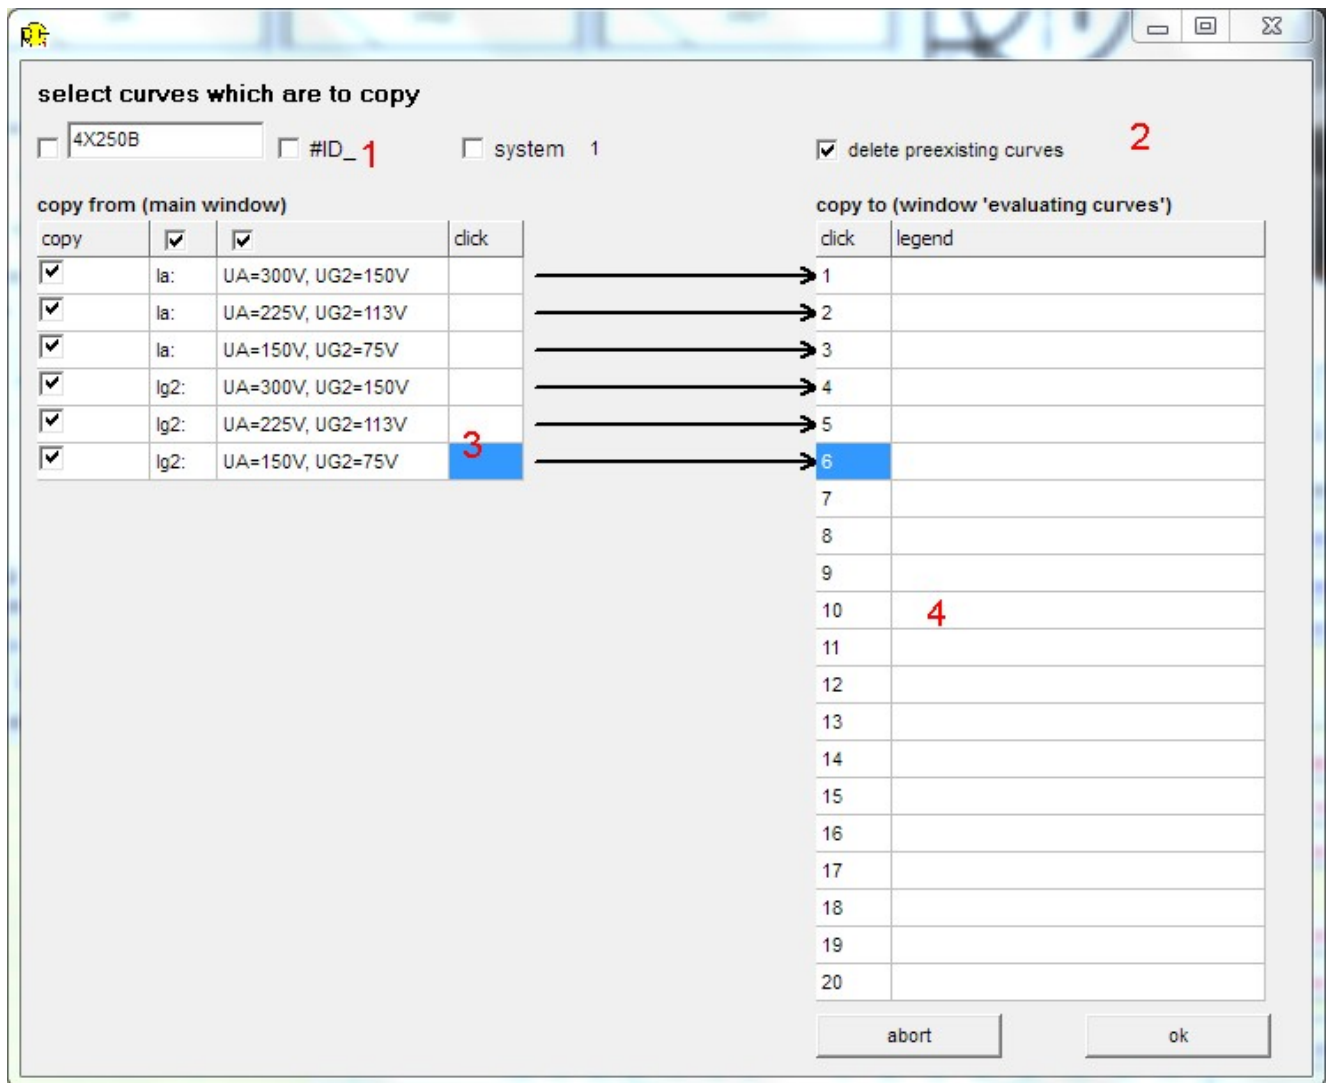 select curves which are to copy
4X250B #ID_ 1 system 1 delete preexisting curves 2
copy from (main window) copy to (window 'evaluating curves')
copy click click legend
Ia: UA=300V, UG2=150V 1
Ia: UA=225V, UG2=113V 2
Ia: UA=150V, UG2=75V 3
Ig2: UA=300V, UG2=150V 4
Ig2: UA=225V, UG2=113V 5
3
Ig2: UA=150V, UG2=75V 6
7
8
9
10 4
11
12
13
14
15
16
17
18
19
20
abort ok